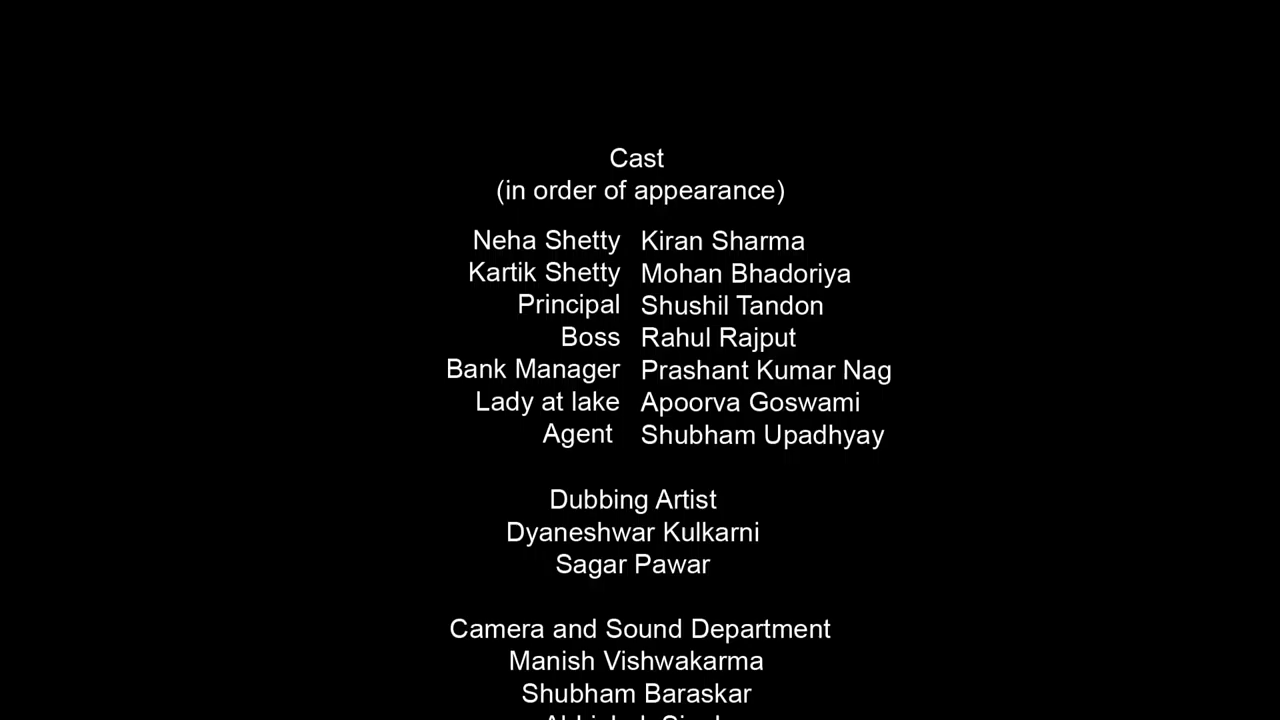 Cast
(in order of appearance)
Neha Shetty Kiran Sharma
Kartik Shetty Mohan Bhadoriya
Principal Shushil Tandon
Boss Rahul Rajput
Bank Manager Prashant Kumar Nag
Lady at lake Apoorva Goswami
Agent Shubham Upadhyay
Dubbing Artist
Dyaneshwar Kulkarni
Sagar Pawar
Camera and Sound Department
Manish Vishwakarma
Shubham Baraskar